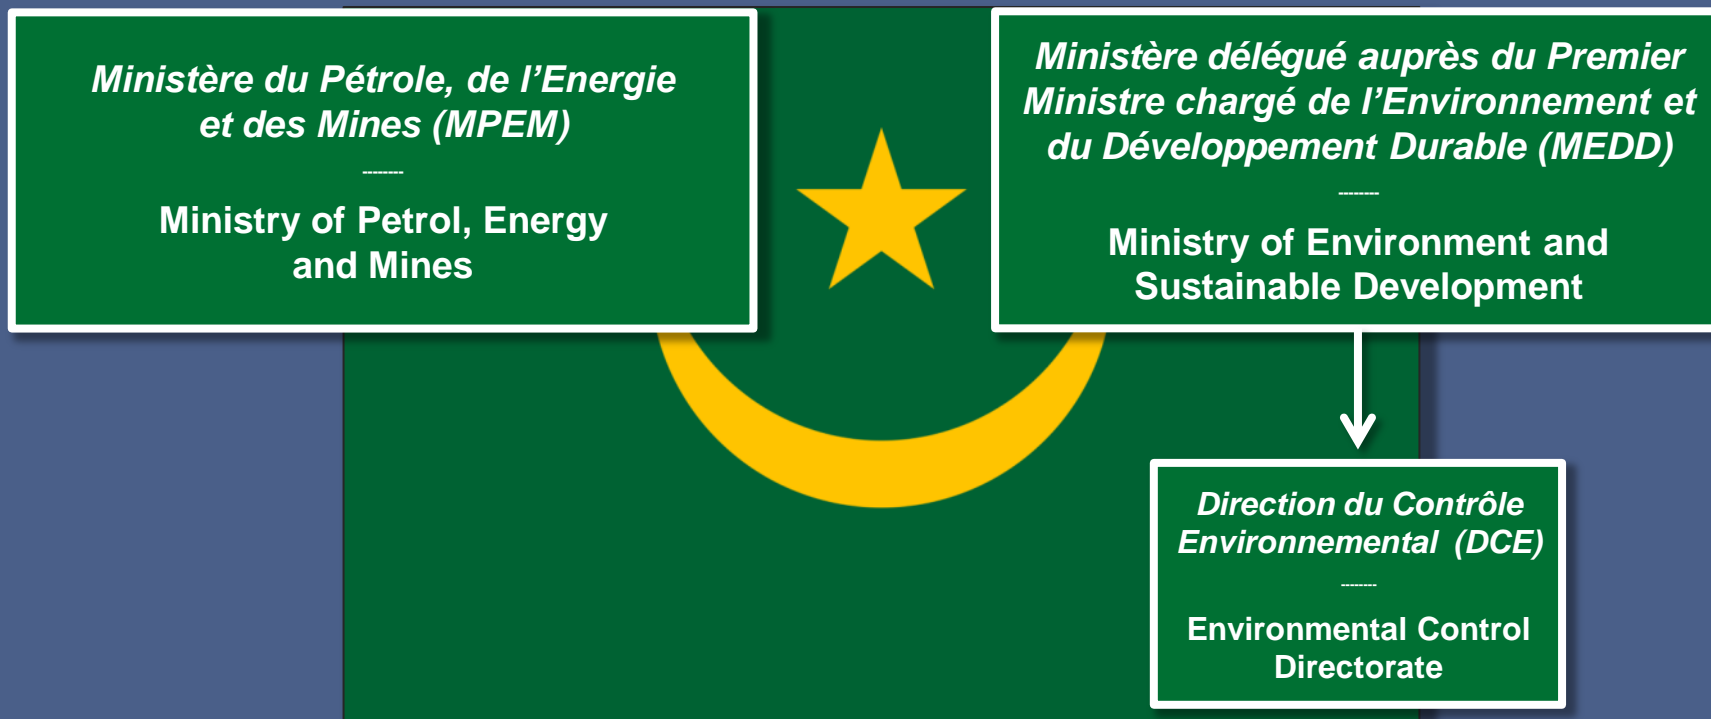 Ministère du Pétrole, de l’Energie
et des Mines (MPEM)
--------
Ministry of Petrol, Energy
and Mines
Ministère délégué auprès du Premier
Ministre chargé de l’Environnement et
du Développement Durable (MEDD)
--------
Ministry of Environment and
Sustainable Development
Direction du Contrôle
Environnemental (DCE)
--------
Environmental Control
Directorate